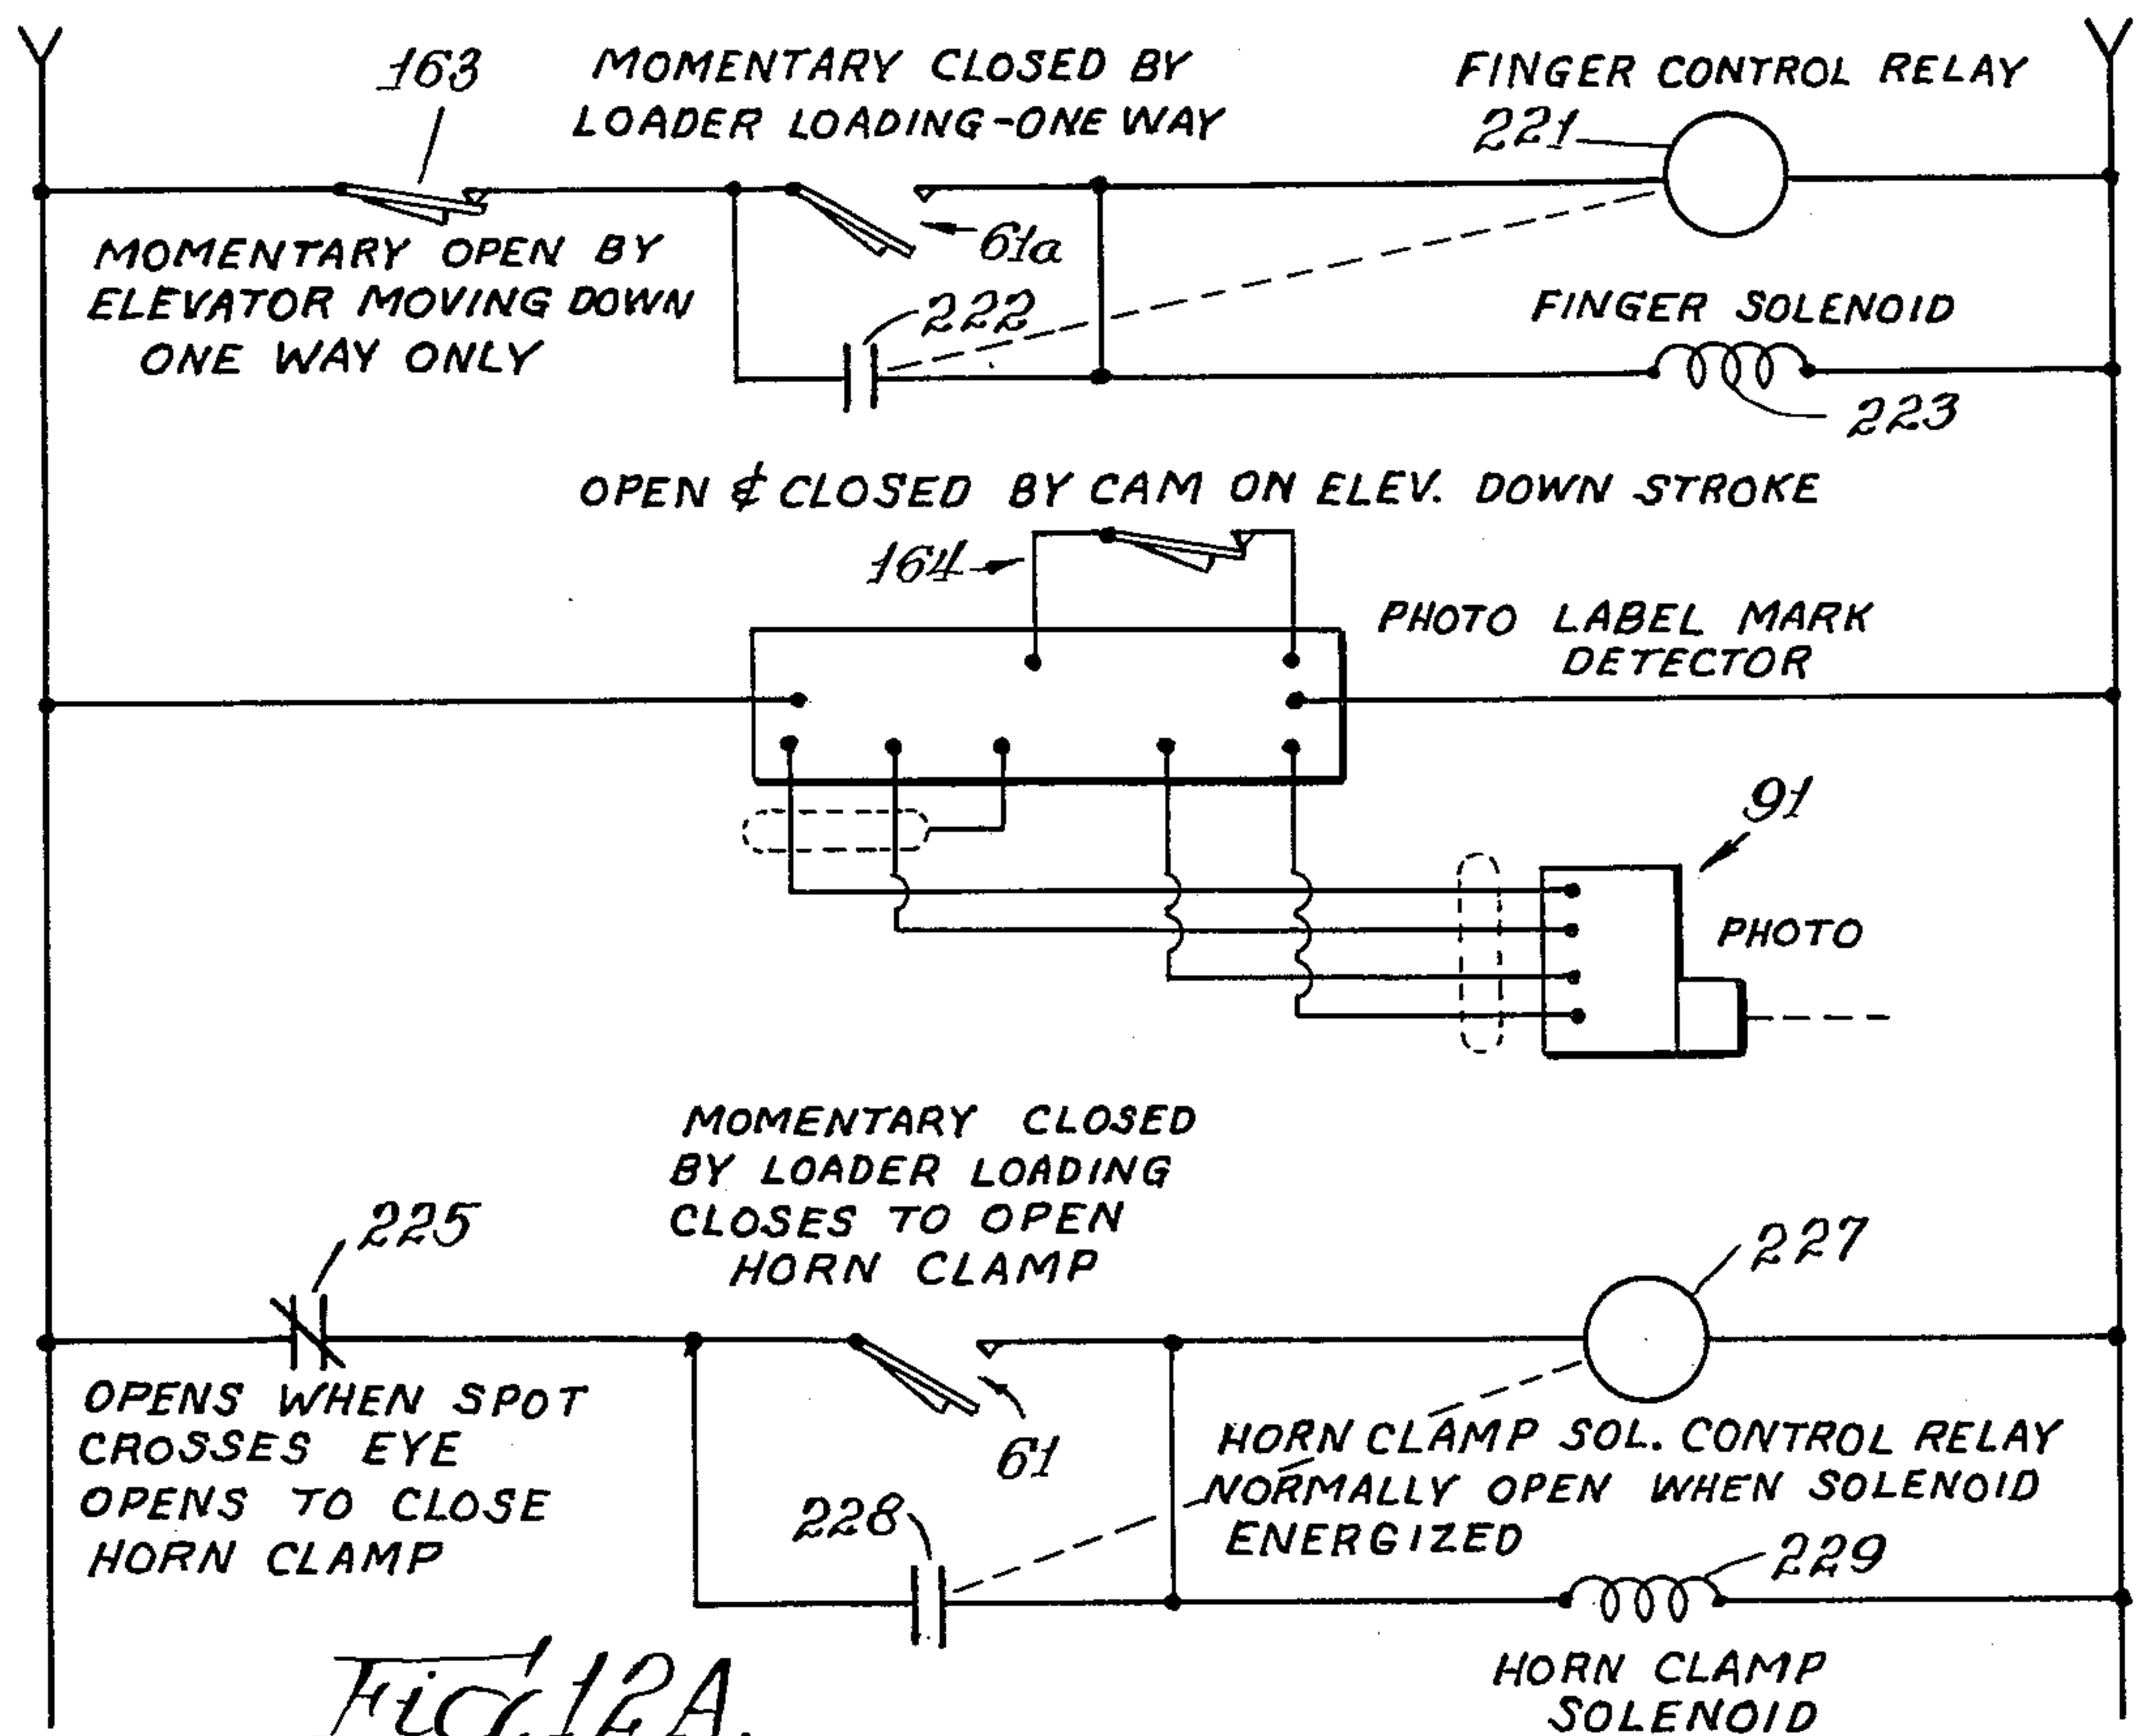 163
MOMENTARY CLOSED BY
LOADER LOADING-ONE WAY
FINGER CONTROL RELAY
221
MOMENTARY OPEN BY
ELEVATOR MOVING DOWN
ONE WAY ONLY
61a
222
FINGER SOLENOID
223
OPEN & CLOSED BY CAM ON ELEV. DOWN STROKE
164
PHOTO LABEL MARK
DETECTOR
91
PHOTO
MOMENTARY CLOSED
BY LOADER LOADING
CLOSES TO OPEN
HORN CLAMP
225
227
OPENS WHEN SPOT
CROSSES EYE
OPENS TO CLOSE
HORN CLAMP
61
HORN CLAMP SOL. CONTROL RELAY
NORMALLY OPEN WHEN SOLENOID
ENERGIZED
228
229
HORN CLAMP
SOLENOID
Fig. 12A.